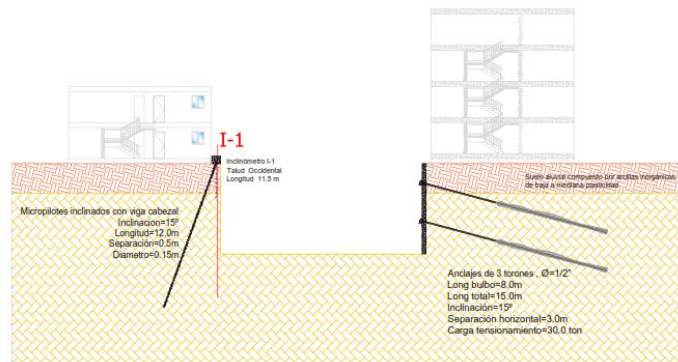 I-1
Inclinómetro I-1
Talud Occidental
Longitud 11.5 m
Suelo aluvial compuesto por arcillas inorgánicas
de baja a mediana plasticidad
Micropilotes inclinados con viga cabezal
Inclinacion=15º
Longitud=12.0m
Separación=0.5m
Diametro=0.15m
Anclajes de 3 torones , Ø=1/2"
Long bulbo=8.0m
Long total=15.0m
Inclinación=15º
Separación horizontal=3.0m
Carga tensionamiento=30.0 ton